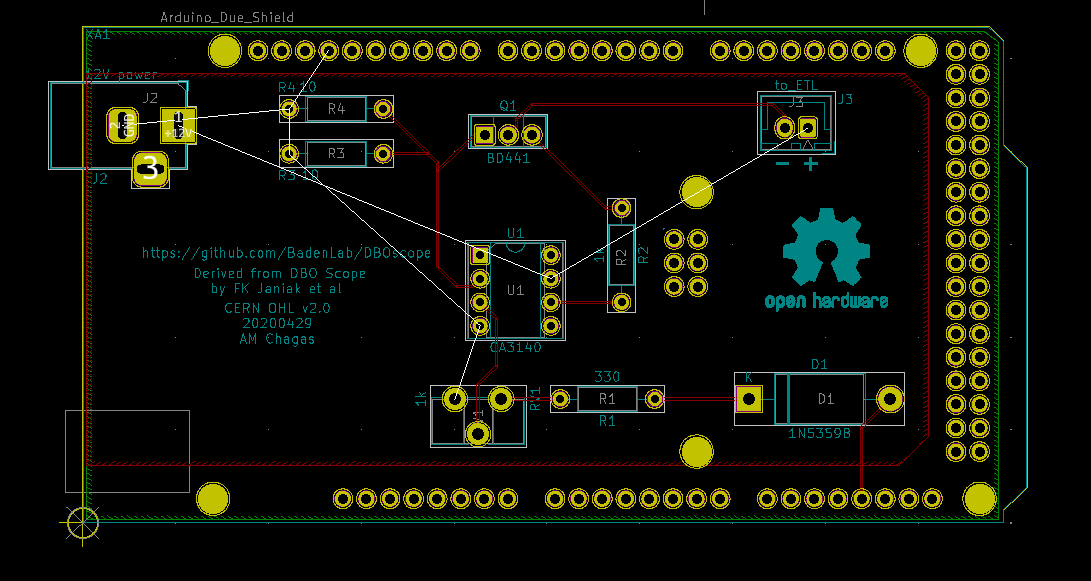 Arduino_Due_Shield
XA1
12V power
J2
2
GND
1
+12V
3
J2
R4 10
R4
R3
R3 10
Q1
BD441
to_ETL
J3
J3
- +
https://github.com/BadenLab/DBOscope
Derived from DBO Scope
by FK Janiak et al
CERN OHL v2.0
20200429
AM Chagas
U1
U1
CA3140
1k
R2
R2
open hardware
1k
RV1
330
R1
R1
K
D1
D1
1N5359B